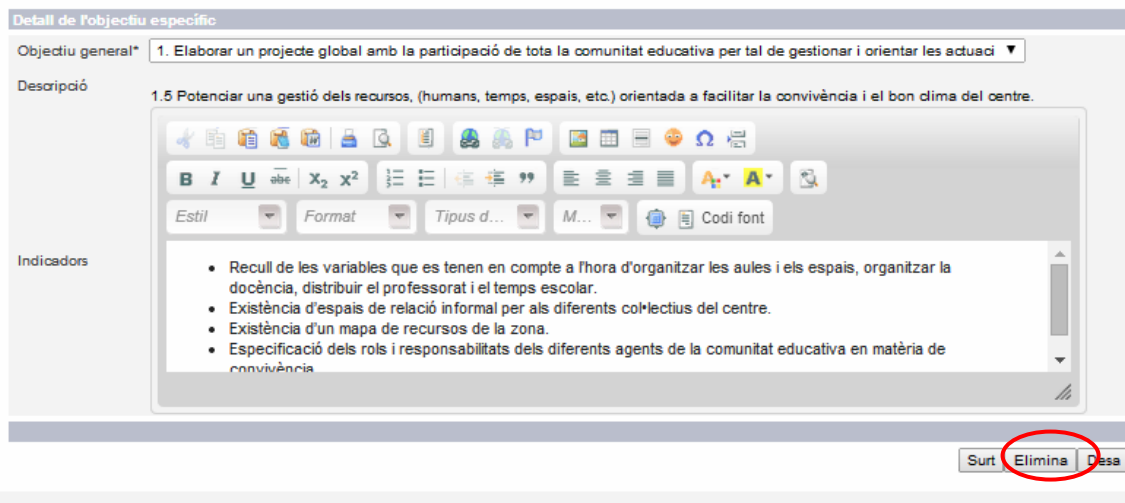 Detall de l'objectiu específic
Objectiu general* 1. Elaborar un projecte global amb la participació de tota la comunitat educativa per tal de gestionar i orientar les actuaci
Descripció
1.5 Potenciar una gestió dels recursos, (humans, temps, espais, etc.) orientada a facilitar la convivència i el bon clima del centre.
B I U abc X₂ X² A A
Estil Format Tipus d... M... Codi font
Indicadors
• Recull de les variables que es tenen en compte a l'hora d'organitzar les aules i els espais, organitzar la
docència, distribuir el professorat i el temps escolar.
• Existència d'espais de relació informal per als diferents col•lectius del centre.
• Existència d'un mapa de recursos de la zona.
• Especificació dels rols i responsabilitats dels diferents agents de la comunitat educativa en matèria de
convivència
Surt Elimina Desa